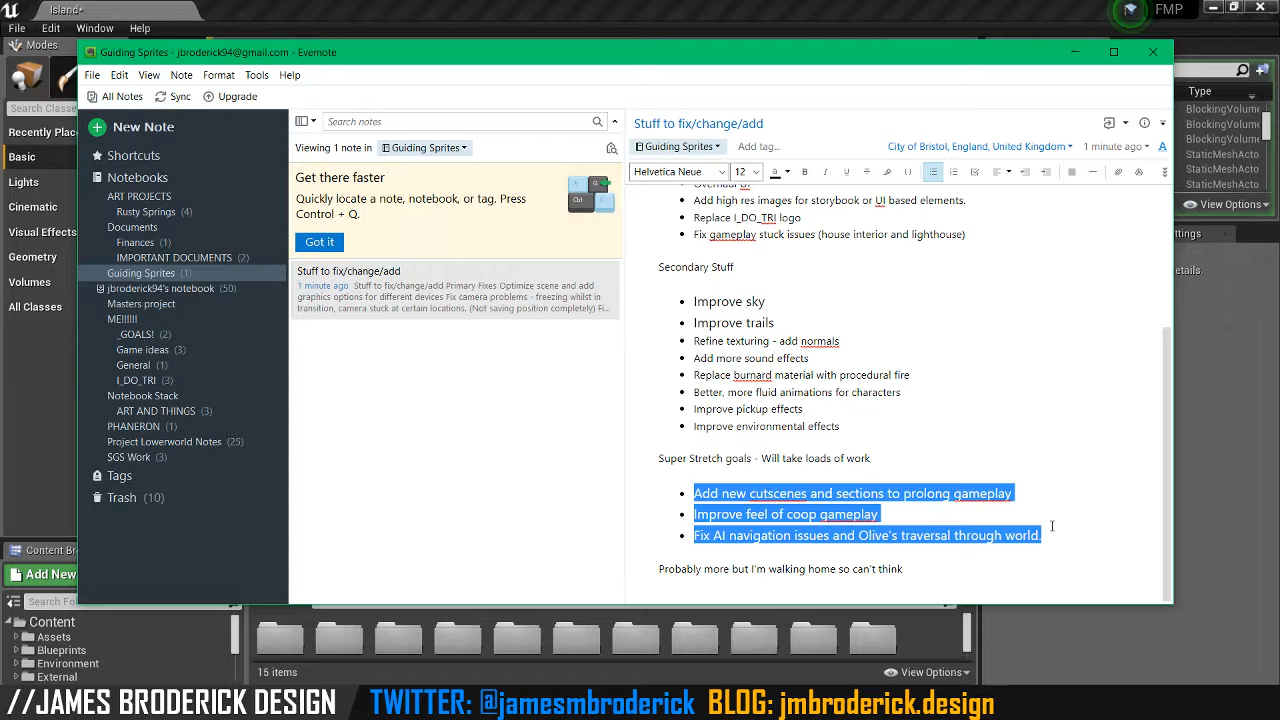 Island*
FMP
File Edit Window Help
Modes
Search Classe
Recently Place
Basic
Lights
Cinematic
Visual Effects
Geometry
Volumes
All Classes
Guiding Sprites - jbroderick94@gmail.com - Evernote
File Edit View Note Format Tools Help
All Notes Sync Upgrade
New Note
Shortcuts
Notebooks
ART PROJECTS
Rusty Springs (4)
Documents
Finances (1)
IMPORTANT DOCUMENTS (2)
Guiding Sprites (1)
jbroderick94's notebook (50)
Masters project
ME!!!!!!
_GOALS! (2)
Game ideas (3)
General (1)
I_DO_TRI (3)
Notebook Stack
ART AND THINGS (3)
PHANERON (1)
Project Lowerworld Notes (25)
SGS Work (3)
Tags
Trash (10)
Search notes
Viewing 1 note in Guiding Sprites
Get there faster
Quickly locate a note, notebook, or tag. Press
Control + Q.
Got it
A Q
Ctrl C
Stuff to fix/change/add
1 minute ago Stuff to fix/change/add Primary Fixes Optimize scene and add
graphics options for different devices Fix camera problems - freezing whilst in
transition, camera stuck at certain locations. (Not saving position completely) Fi...
Stuff to fix/change/add
Guiding Sprites Add tag... City of Bristol, England, United Kingdom 1 minute ago
Helvetica Neue 12 a B I U T
Overhaul UI
Add high res images for storybook or UI based elements.
Replace I_DO_TRI logo
Fix gameplay stuck issues (house interior and lighthouse)
Secondary Stuff
Improve sky
Improve trails
Refine texturing - add normals
Add more sound effects
Replace burnard material with procedural fire
Better, more fluid animations for characters
Improve pickup effects
Improve environmental effects
Super Stretch goals - Will take loads of work
Add new cutscenes and sections to prolong gameplay
Improve feel of coop gameplay
Fix AI navigation issues and Olive's traversal through world.
Probably more but I'm walking home so can't think
Type
BlockingVolume
BlockingVolume
BlockingVolume
StaticMeshActo
StaticMeshActo
StaticMeshActo
View Options
ttings
details.
Content Br
Add New
Search Fo
Content
Assets
Blueprints
Environment
External
15 items
View Options
//JAMES BRODERICK DESIGN TWITTER: @jamesmbroderick BLOG: jmbroderick.design